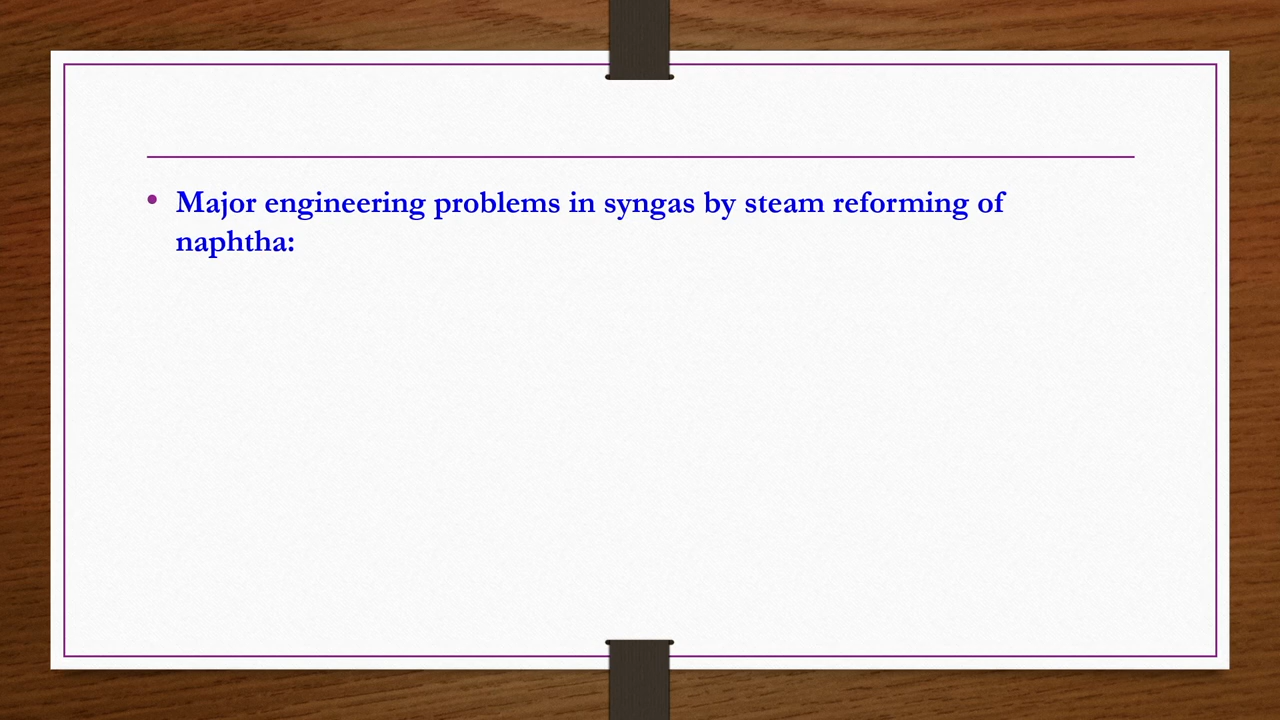 • Major engineering problems in syngas by steam reforming of
naphtha: